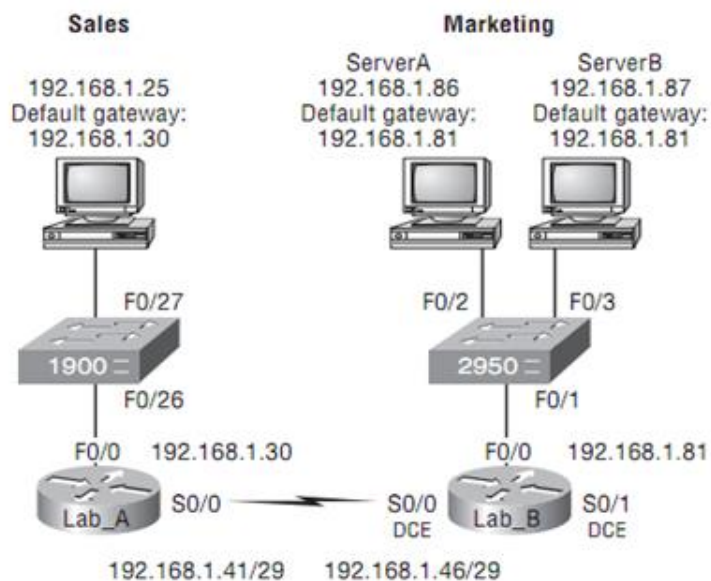 Sales
Marketing
192.168.1.25
Default gateway:
192.168.1.30
ServerA
192.168.1.86
Default gateway:
192.168.1.81
ServerB
192.168.1.87
Default gateway:
192.168.1.81
F0/27
F0/2
F0/3
1900
2950
F0/26
F0/1
F0/0
192.168.1.30
F0/0
192.168.1.81
Lab_A
S0/0
S0/0
DCE
Lab_B
S0/1
DCE
192.168.1.41/29
192.168.1.46/29